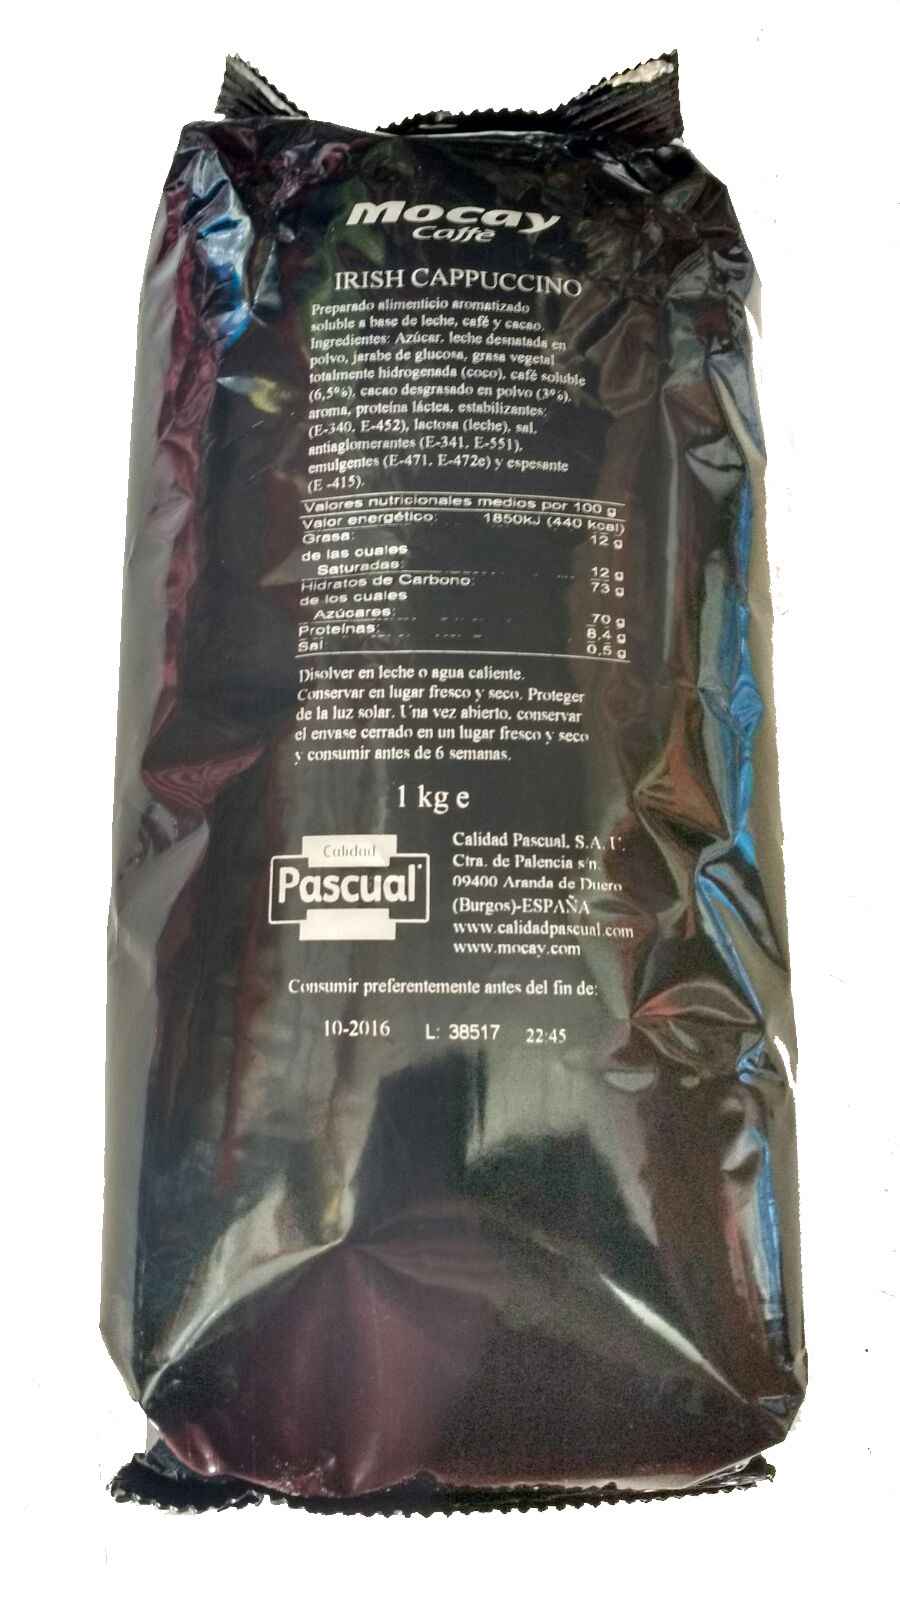 Mocay
Caffè
IRISH CAPPUCCINO
Preparado alimenticio aromatizado
soluble a base de leche, café y cacao.
Ingredientes: Azúcar, leche desnatada en
polvo, jarabe de glucosa, grasa vegetal
totalmente hidrogenada (coco), café soluble
(6,5%), cacao desgrasado en polvo (3%),
aroma, proteína láctea, estabilizantes:
(E-340, E-452), lactosa (leche), sal,
antiaglomerantes (E-341, E-551),
emulgentes (E-471, E-472e) y espesante
(E -415).
Valores nutricionales medios por 100 g
Valor energético: 1850kJ (440 kcal)
Grasa: 12 g
de las cuales
Saturadas: 12 g
Hidratos de Carbono: 73 g
de los cuales
Azúcares: 70 g
Proteínas: 8,4 g
Sal 0,5 g
Disolver en leche o agua caliente.
Conservar en lugar fresco y seco. Proteger
de la luz solar. Una vez abierto, conservar
el envase cerrado en un lugar fresco y seco
y consumir antes de 6 semanas.
1 kg e
Calidad
Pascual
Calidad Pascual, S.A.U.
Ctra. de Palencia s/n.
09400 Aranda de Duero
(Burgos)-ESPAÑA
www.calidadpascual.com
www.mocay.com
Consumir preferentemente antes del fin de:
10-2016 L: 38517 22:45